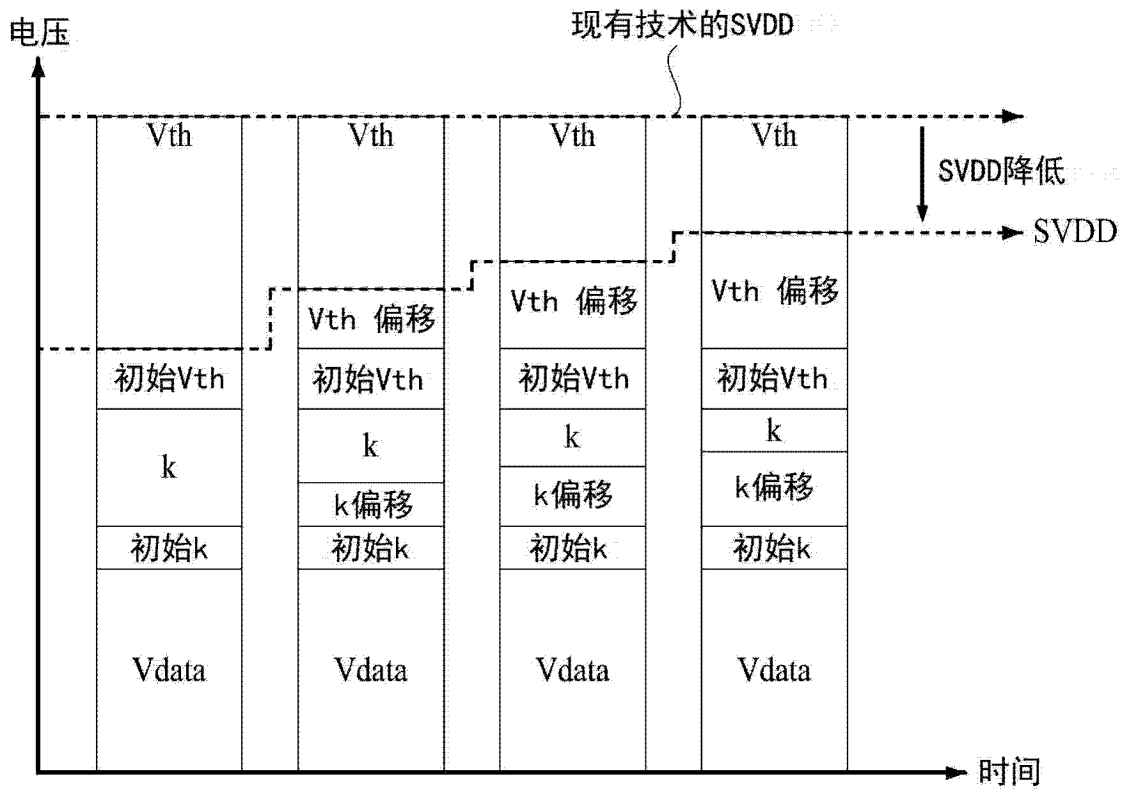 电压
现有技术的SVDD
Vth Vth Vth Vth
SVDD降低
SVDD
Vth 偏移 Vth 偏移 Vth 偏移
初始Vth 初始Vth 初始Vth 初始Vth
k k k k
k偏移 k偏移 k偏移
初始k 初始k 初始k 初始k
Vdata Vdata Vdata Vdata
时间